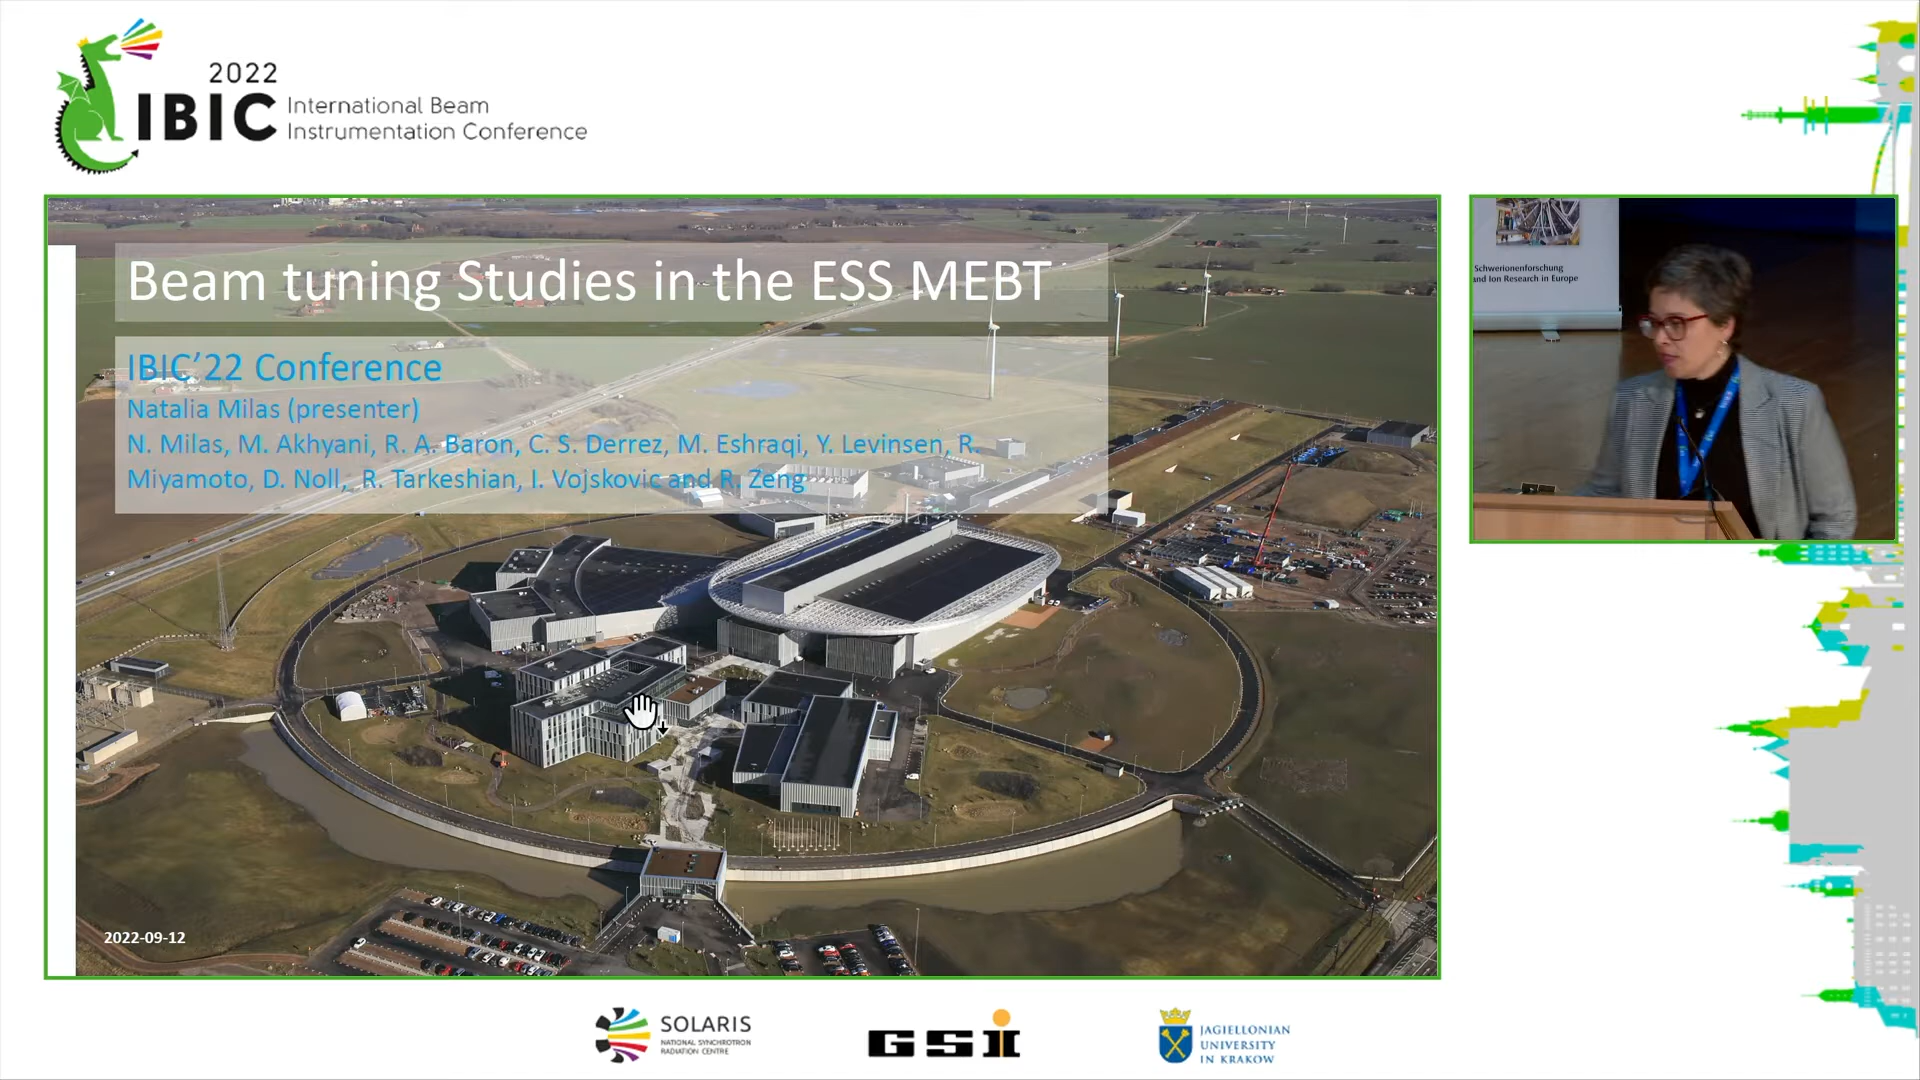 2022
IBIC International Beam
Instrumentation Conference
Beam tuning Studies in the ESS MEBT
IBIC'22 Conference
Natalia Milas (presenter)
N. Milas, M. Akhyani, R. A. Baron, C. S. Derrez, M. Eshraqi, Y. Levinsen, R.
Miyamoto, D. Noll, R. Tarkeshian, I. Vojskovic and R. Zeng
2022-09-12
Schwerionenforschung
and Ion Research in Europe
SOLARIS
NATIONAL SYNCHROTRON
RADIATION CENTRE
GSI
JAGIELLONIAN
UNIVERSITY
IN KRAKOW